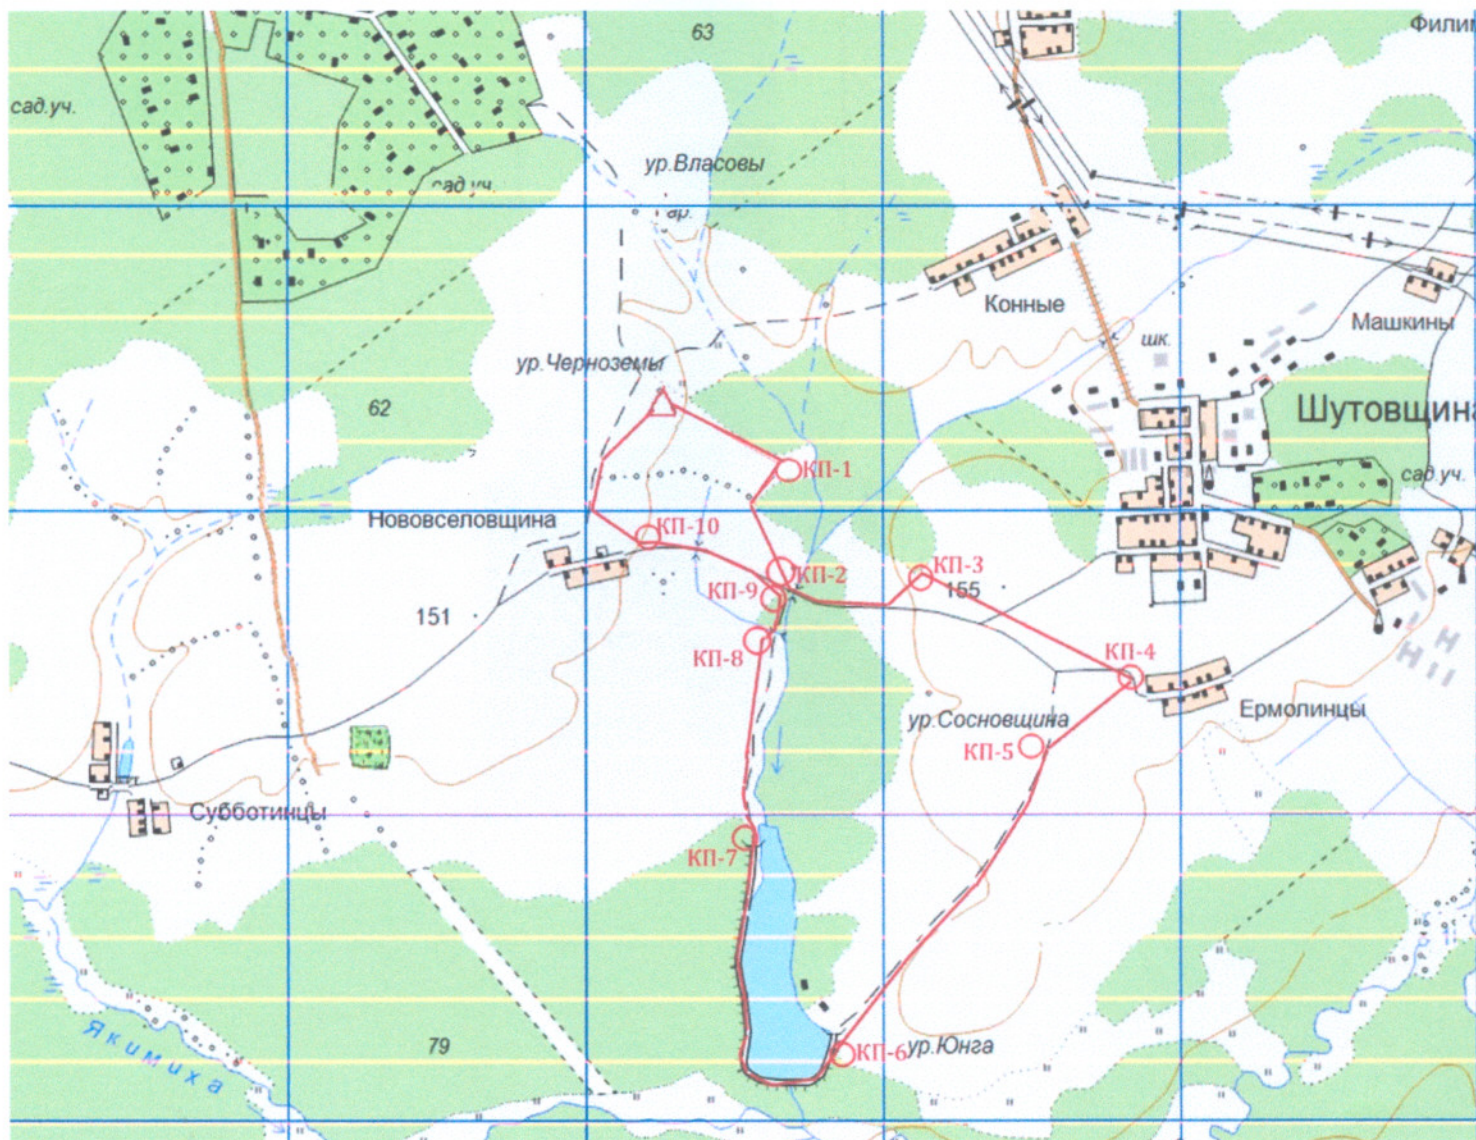 63
Филип
сад.уч.
ур.Власовы
сад.уч.
ар.
Конные
Машкины
шк.
ур.Черноземы
62
Шутовщина
КП-1
сад.уч.
Нововселовщина
КП-10
КП-2
КП-3
КП-9
155
151
КП-8
КП-4
ур.Сосновщина
Ермолинцы
КП-5
Субботинцы
КП-7
Якимиха
79
КП-6
ур.Юнга